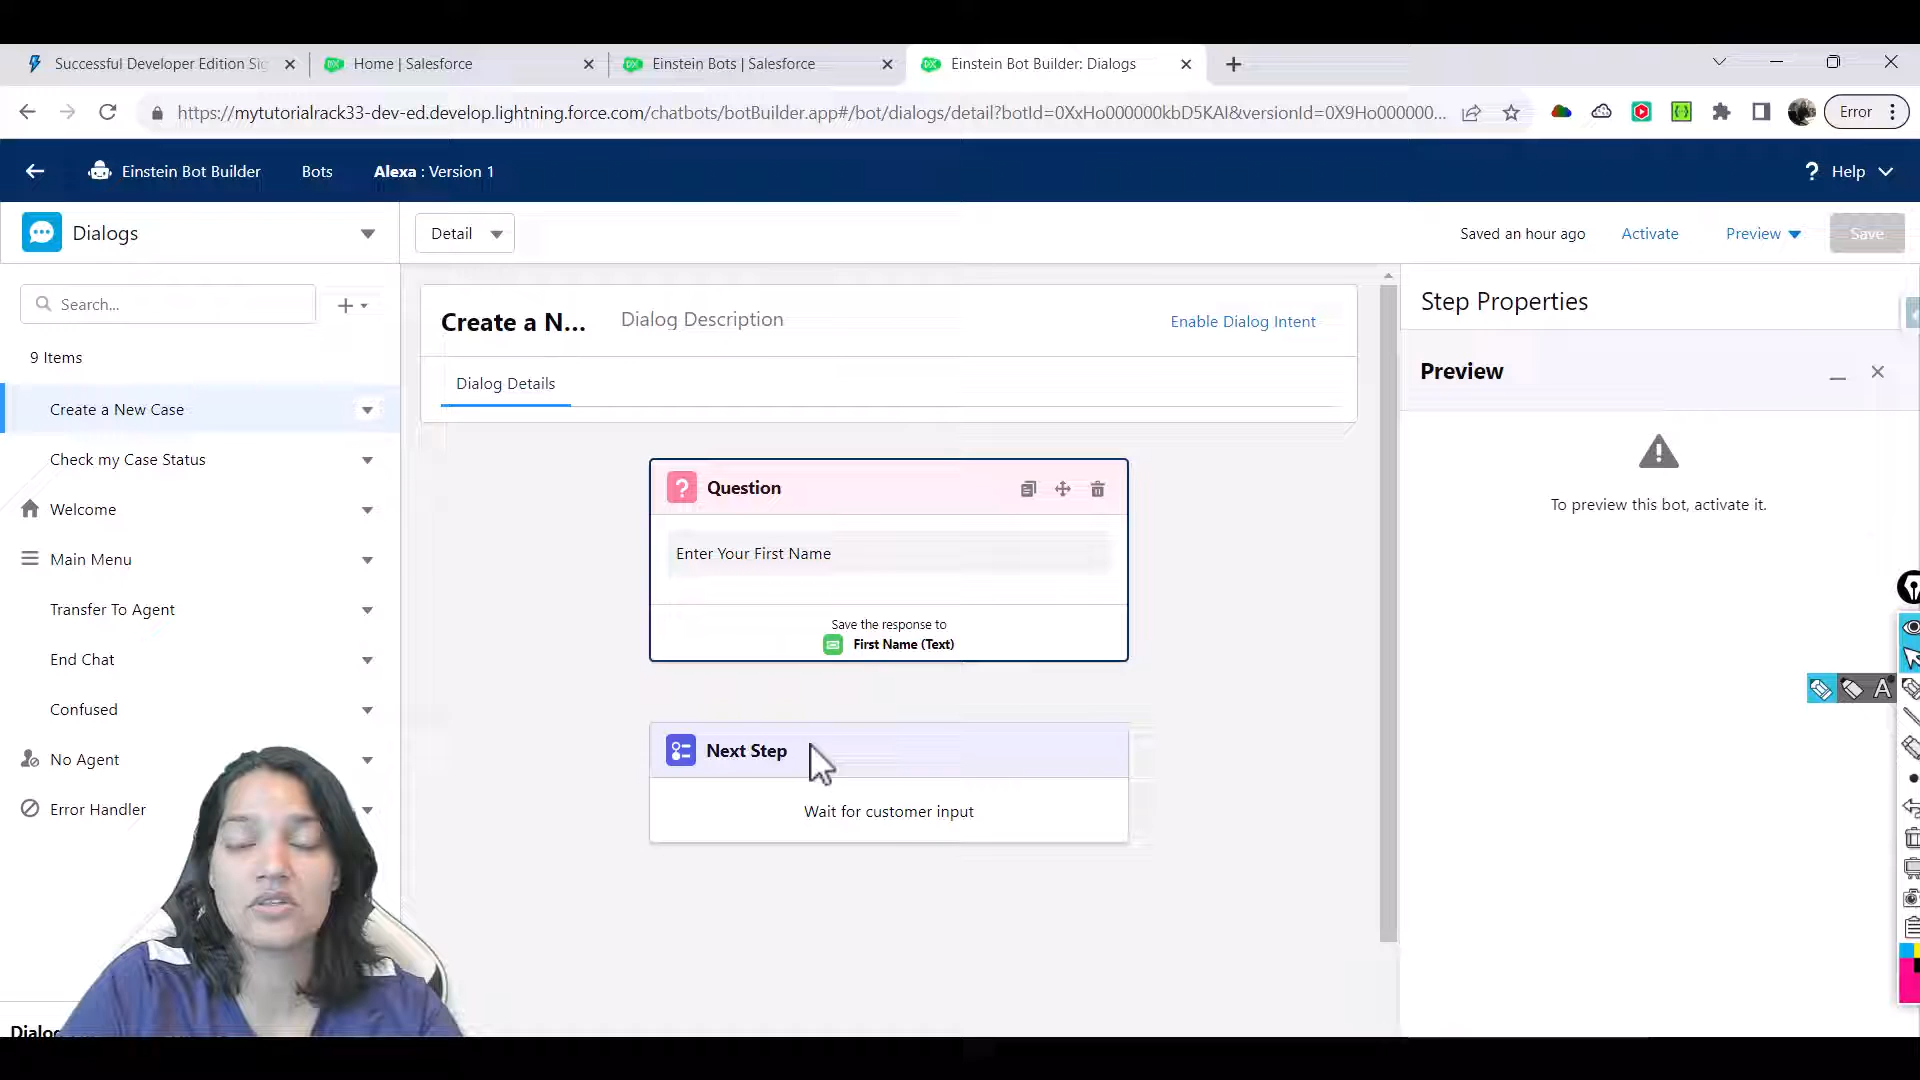 Successful Developer Edition Sig
Home | Salesforce
Einstein Bots | Salesforce
Einstein Bot Builder: Dialogs
https://mytutorialrack33-dev-ed.develop.lightning.force.com/chatbots/botBuilder.app#/bot/dialogs/detail?botId=0XxHo000000kbD5KAI&versionId=0X9Ho000000...
Error
Einstein Bot Builder
Bots
Alexa : Version 1
? Help
Dialogs
Detail
Saved an hour ago
Activate
Preview
Save
Search...
9 Items
Create a New Case
Check my Case Status
Welcome
Main Menu
Transfer To Agent
End Chat
Confused
No Agent
Error Handler
Create a N...
Dialog Description
Enable Dialog Intent
Dialog Details
? Question
Enter Your First Name
Save the response to
First Name (Text)
Next Step
Wait for customer input
Step Properties
Preview
To preview this bot, activate it.
A